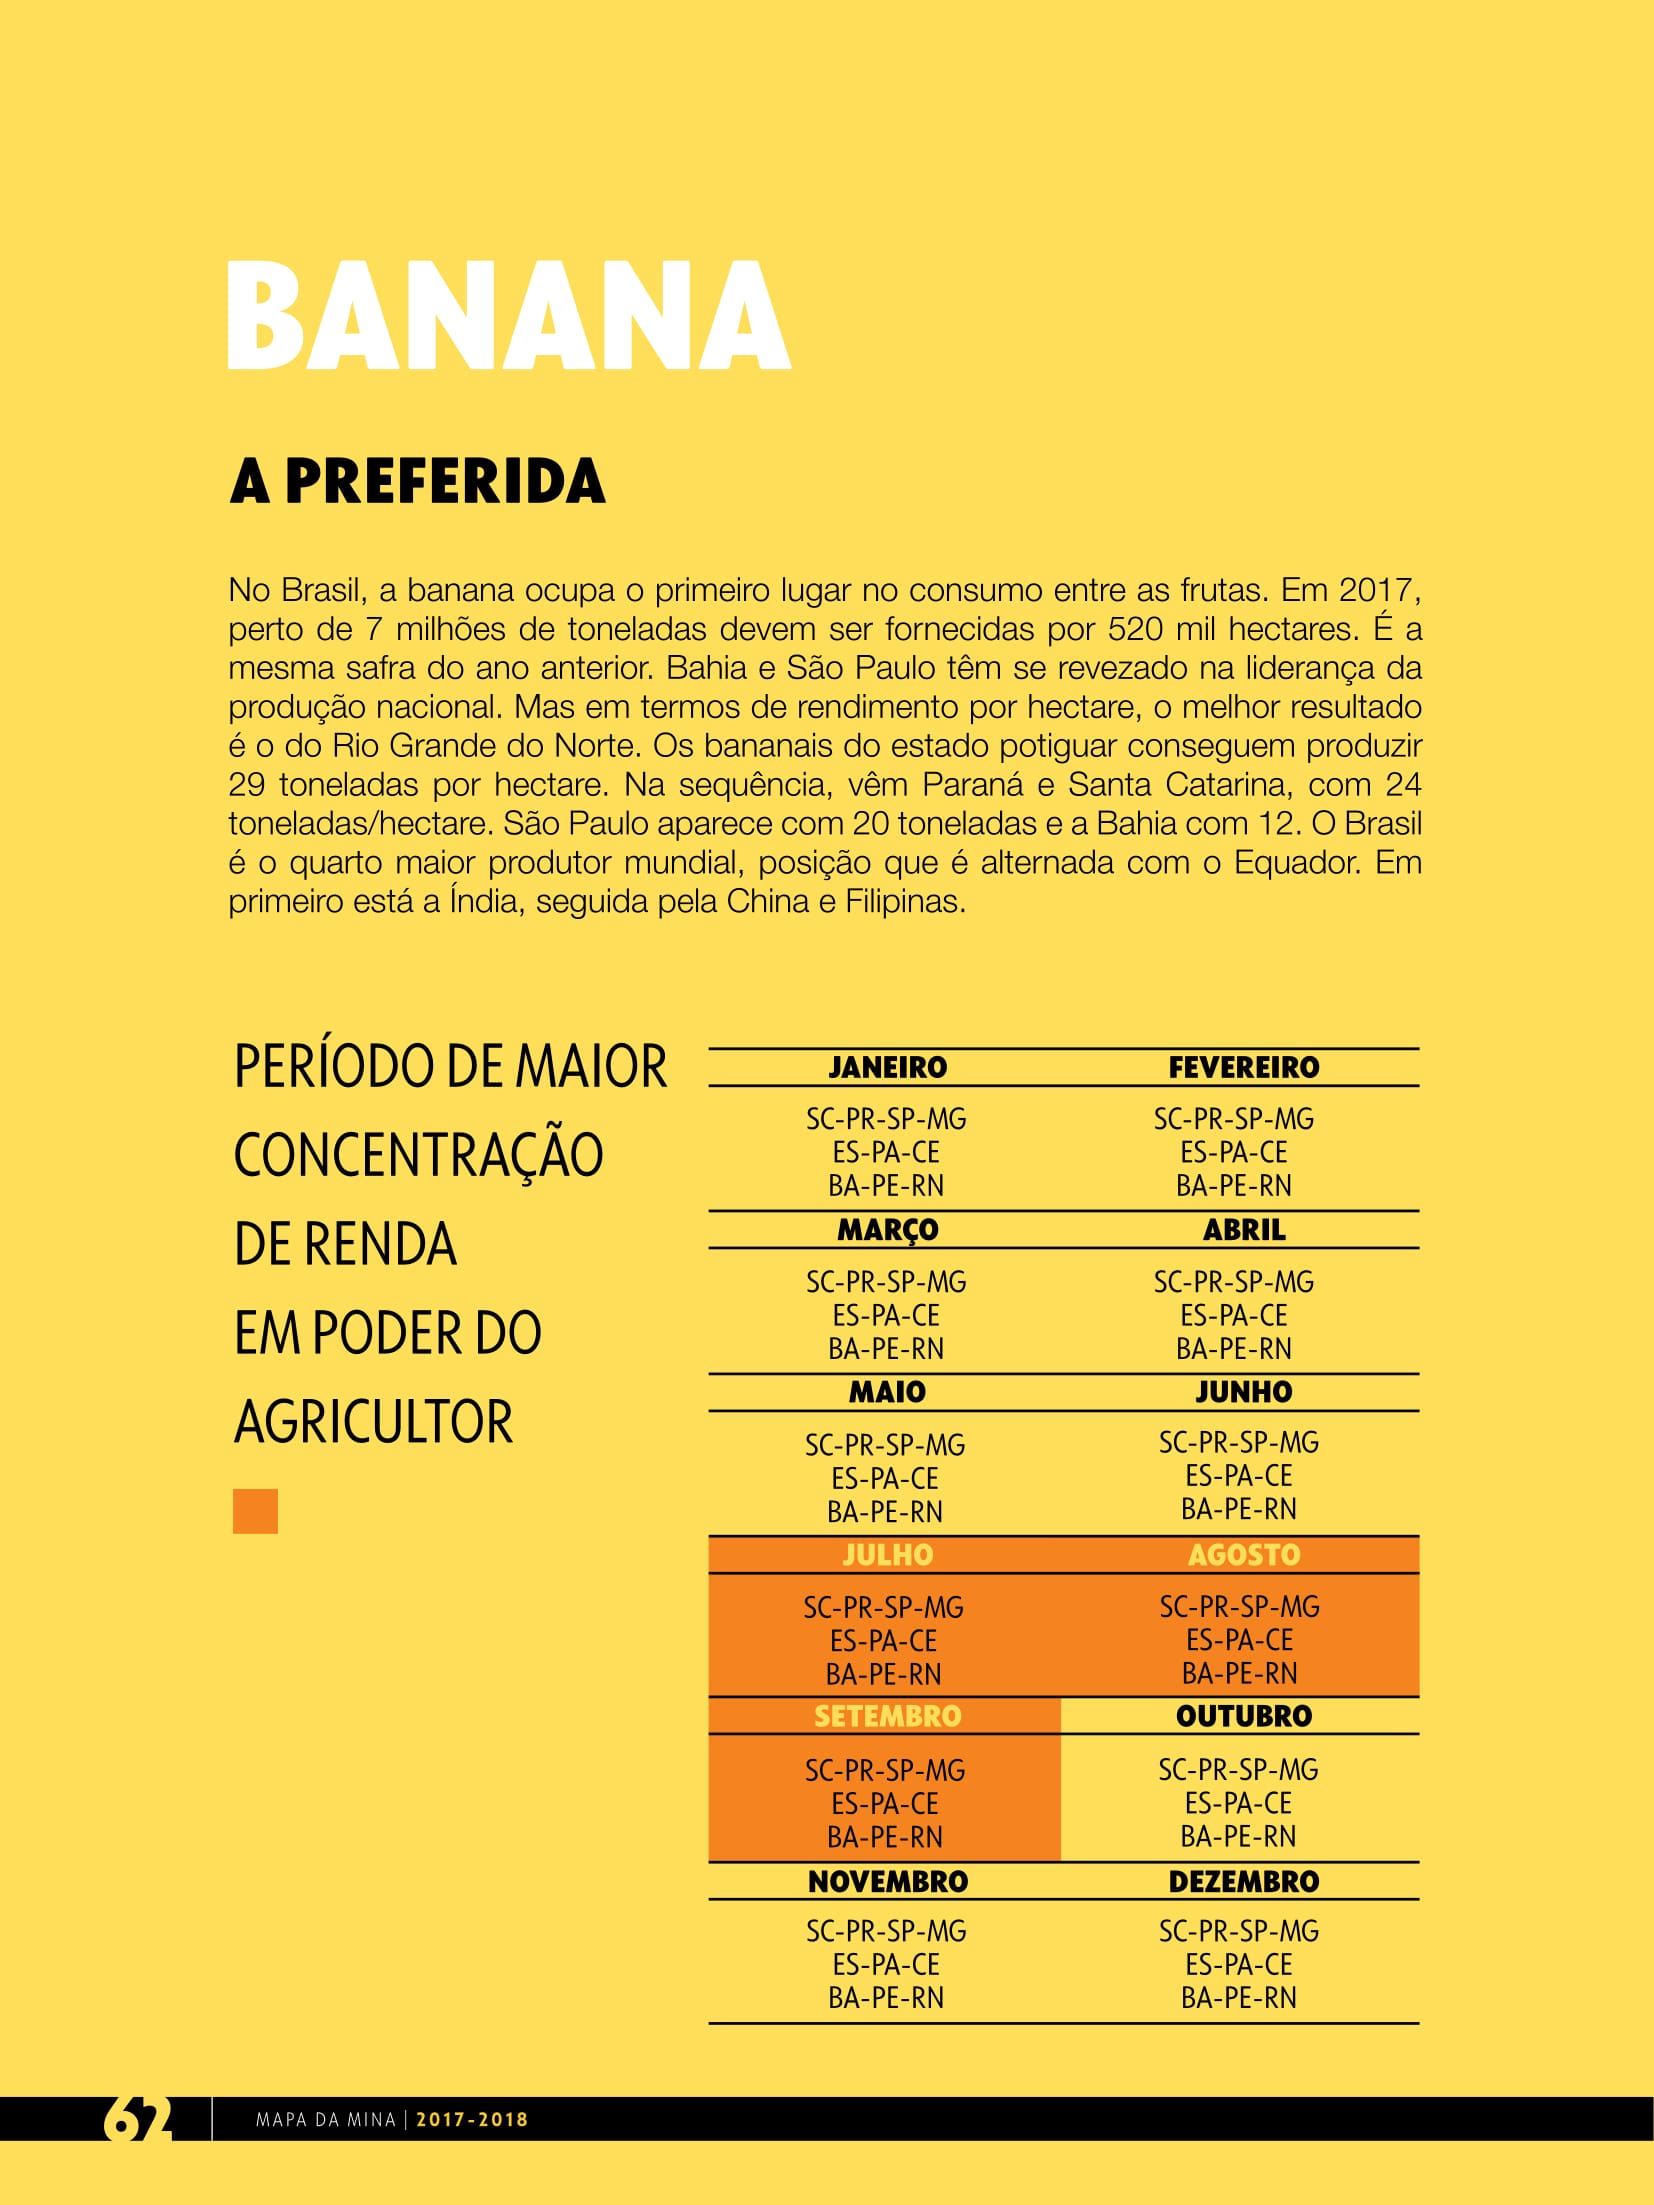 BANANA
A PREFERIDA
No Brasil, a banana ocupa o primeiro lugar no consumo entre as frutas. Em 2017,
perto de 7 milhões de toneladas devem ser fornecidas por 520 mil hectares. É a
mesma safra do ano anterior. Bahia e São Paulo têm se revezado na liderança da
produção nacional. Mas em termos de rendimento por hectare, o melhor resultado
é o do Rio Grande do Norte. Os bananais do estado potiguar conseguem produzir
29 toneladas por hectare. Na sequência, vêm Paraná e Santa Catarina, com 24
toneladas/hectare. São Paulo aparece com 20 toneladas e a Bahia com 12. O Brasil
é o quarto maior produtor mundial, posição que é alternada com o Equador. Em
primeiro está a Índia, seguida pela China e Filipinas.
PERÍODO DE MAIOR
CONCENTRAÇÃO
DE RENDA
EM PODER DO
AGRICULTOR
JANEIRO FEVEREIRO
SC-PR-SP-MG SC-PR-SP-MG
ES-PA-CE ES-PA-CE
BA-PE-RN BA-PE-RN
MARÇO ABRIL
SC-PR-SP-MG SC-PR-SP-MG
ES-PA-CE ES-PA-CE
BA-PE-RN BA-PE-RN
MAIO JUNHO
SC-PR-SP-MG SC-PR-SP-MG
ES-PA-CE ES-PA-CE
BA-PE-RN BA-PE-RN
JULHO AGOSTO
SC-PR-SP-MG SC-PR-SP-MG
ES-PA-CE ES-PA-CE
BA-PE-RN BA-PE-RN
SETEMBRO OUTUBRO
SC-PR-SP-MG SC-PR-SP-MG
ES-PA-CE ES-PA-CE
BA-PE-RN BA-PE-RN
NOVEMBRO DEZEMBRO
SC-PR-SP-MG SC-PR-SP-MG
ES-PA-CE ES-PA-CE
BA-PE-RN BA-PE-RN
62 MAPA DA MINA | 2017-2018